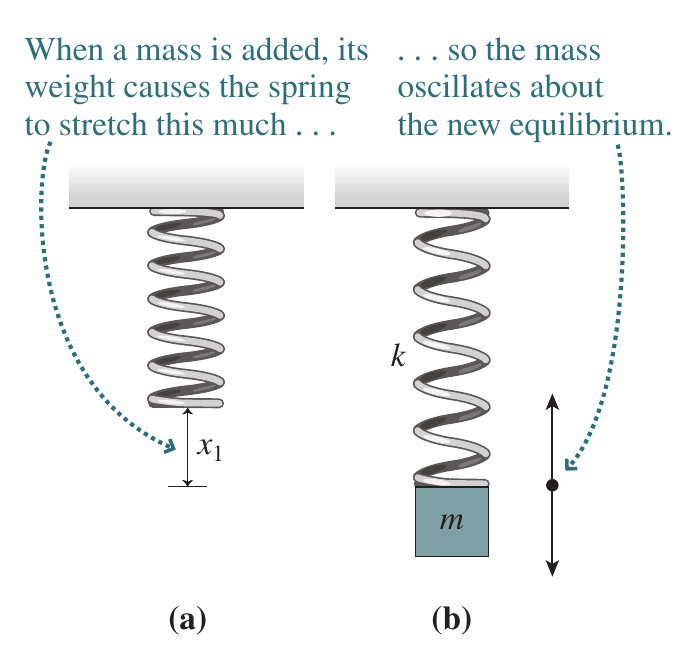 When a mass is added, its
weight causes the spring
to stretch this much . . .
. . . so the mass
oscillates about
the new equilibrium.
k
x₁
m
(a)
(b)